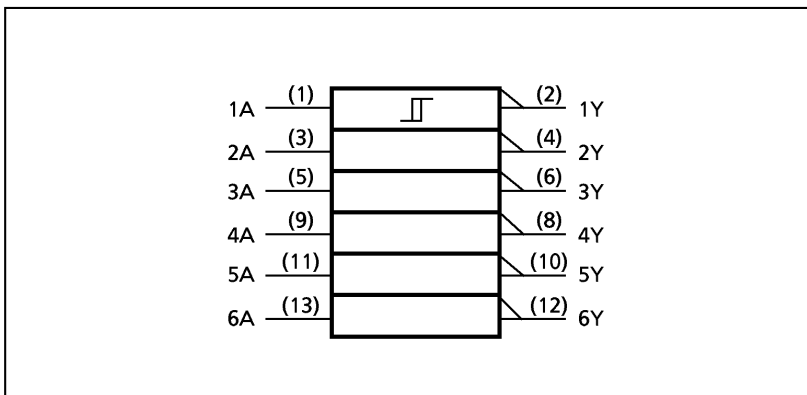 1A (1) (2) 1Y
2A (3) (4) 2Y
3A (5) (6) 3Y
4A (9) (8) 4Y
5A (11) (10) 5Y
6A (13) (12) 6Y